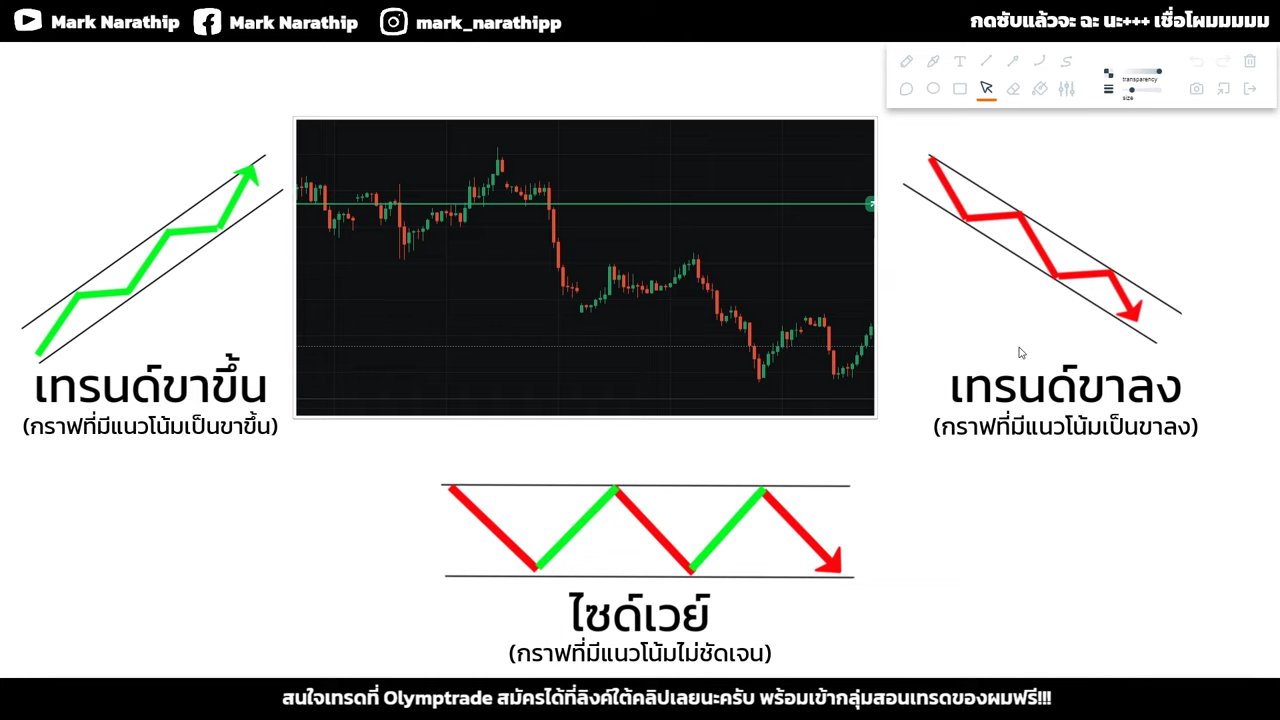 Mark Narathip Mark Narathip mark_narathipp กดซับแล้วจะ ฉะ นะ+++ เชื่อโผมมมมม
T
transparency
size
เทรนด์ขาขึ้น
(กราฟที่มีแนวโน้มเป็นขาขึ้น)
เทรนด์ขาลง
(กราฟที่มีแนวโน้มเป็นขาลง)
ไซด์เวย์
(กราฟที่มีแนวโน้มไม่ชัดเจน)
สนใจเทรดที่ Olymptrade สมัครได้ที่ลิงค์ใต้คลิปเลยนะครับ พร้อมเข้ากลุ่มสอนเทรดของผมฟรี!!!